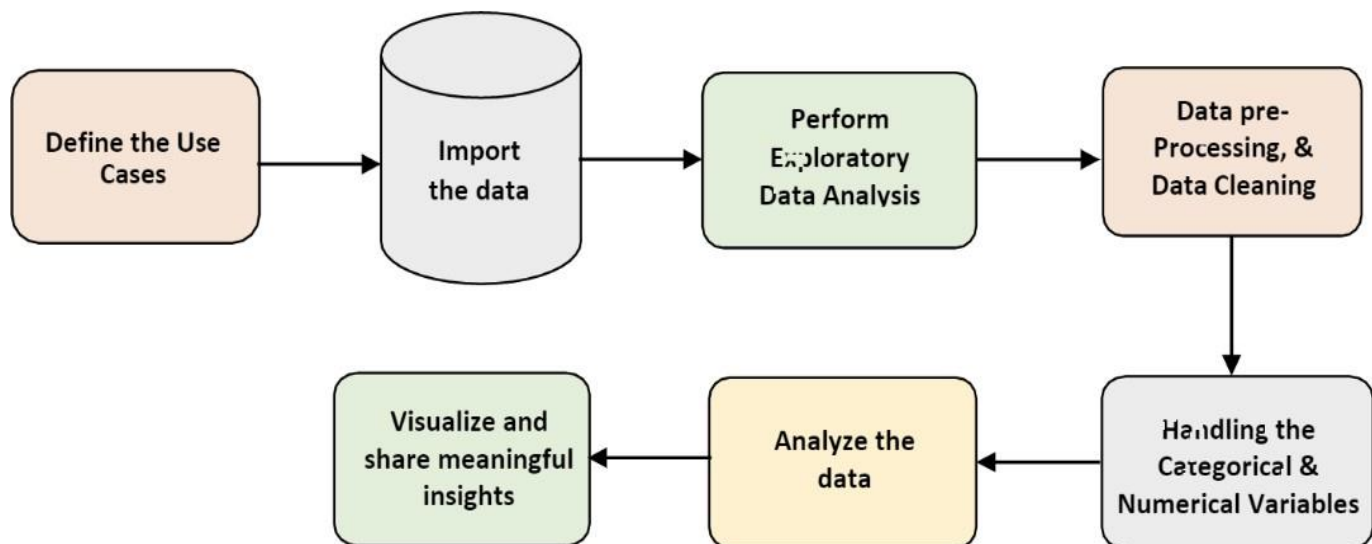 Define the Use
Cases
Import
the data
Perform
Exploratory
Data Analysis
Data pre-
Processing, &
Data Cleaning
Handling the
Categorical &
Numerical Variables
Analyze the
data
Visualize and
share meaningful
insights